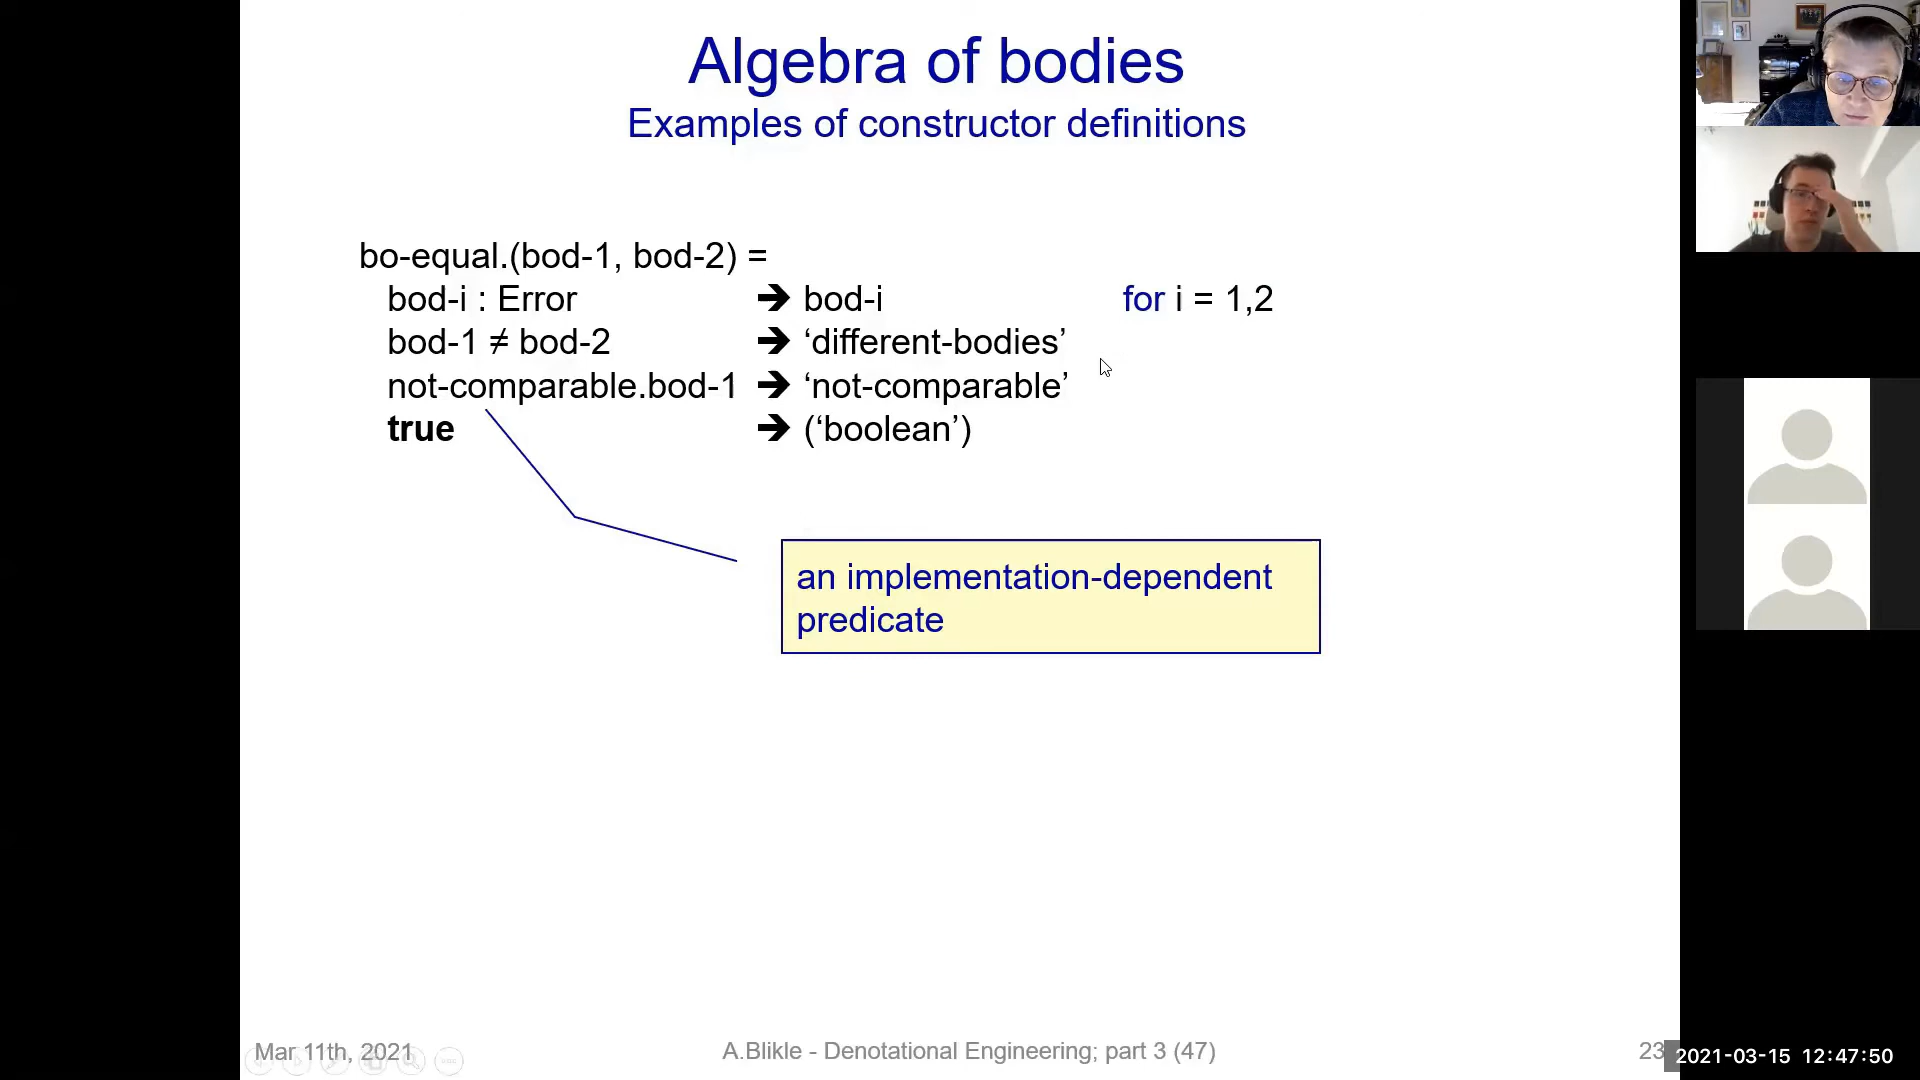 Algebra of bodies
Examples of constructor definitions
bo-equal.(bod-1, bod-2) =
bod-i : Error ➔ bod-i for i = 1,2
bod-1 ≠ bod-2 ➔ ‘different-bodies’
not-comparable.bod-1 ➔ ‘not-comparable’
true ➔ (‘boolean’)
an implementation-dependent
predicate
Mar 11th, 2021 A.Blikle - Denotational Engineering; part 3 (47) 23
2021-03-15 12:47:50